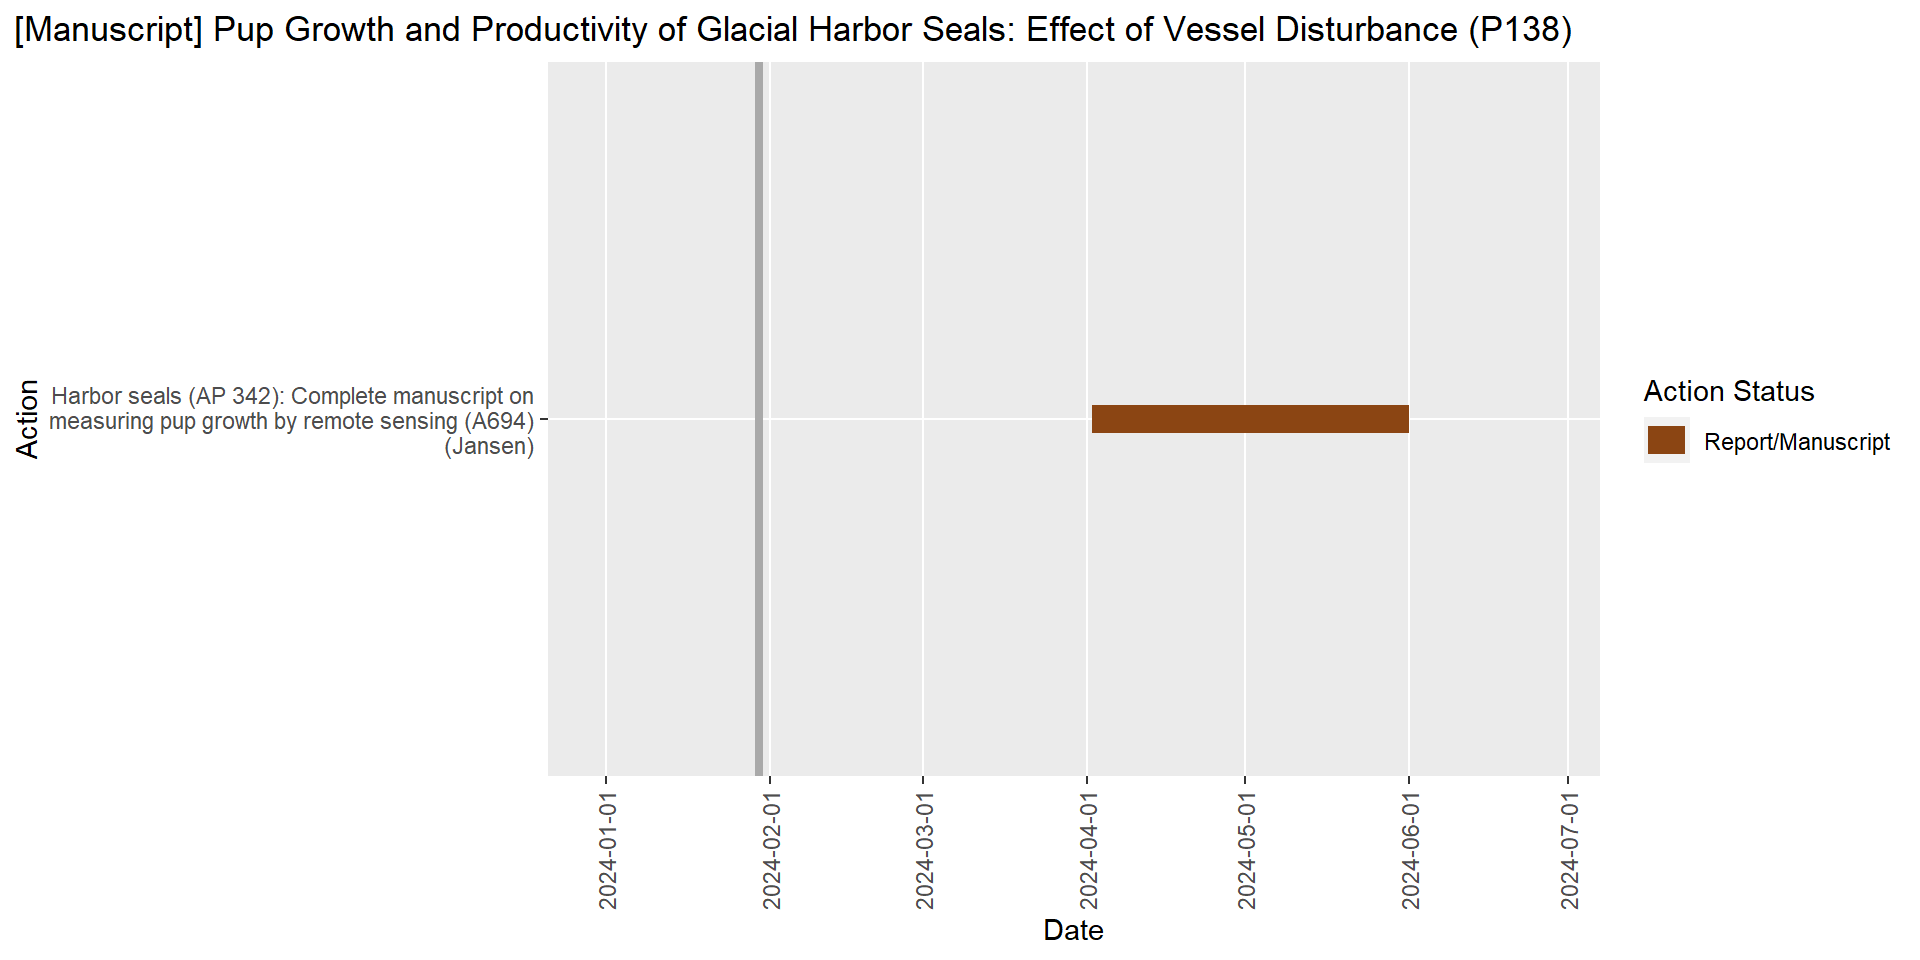 [Manuscript] Pup Growth and Productivity of Glacial Harbor Seals: Effect of Vessel Disturbance (P138)
Action
Harbor seals (AP 342): Complete manuscript on
measuring pup growth by remote sensing (A694)
(Jansen)
2024-01-01
2024-02-01
2024-03-01
2024-04-01
2024-05-01
2024-06-01
2024-07-01
Date
Action Status
Report/Manuscript